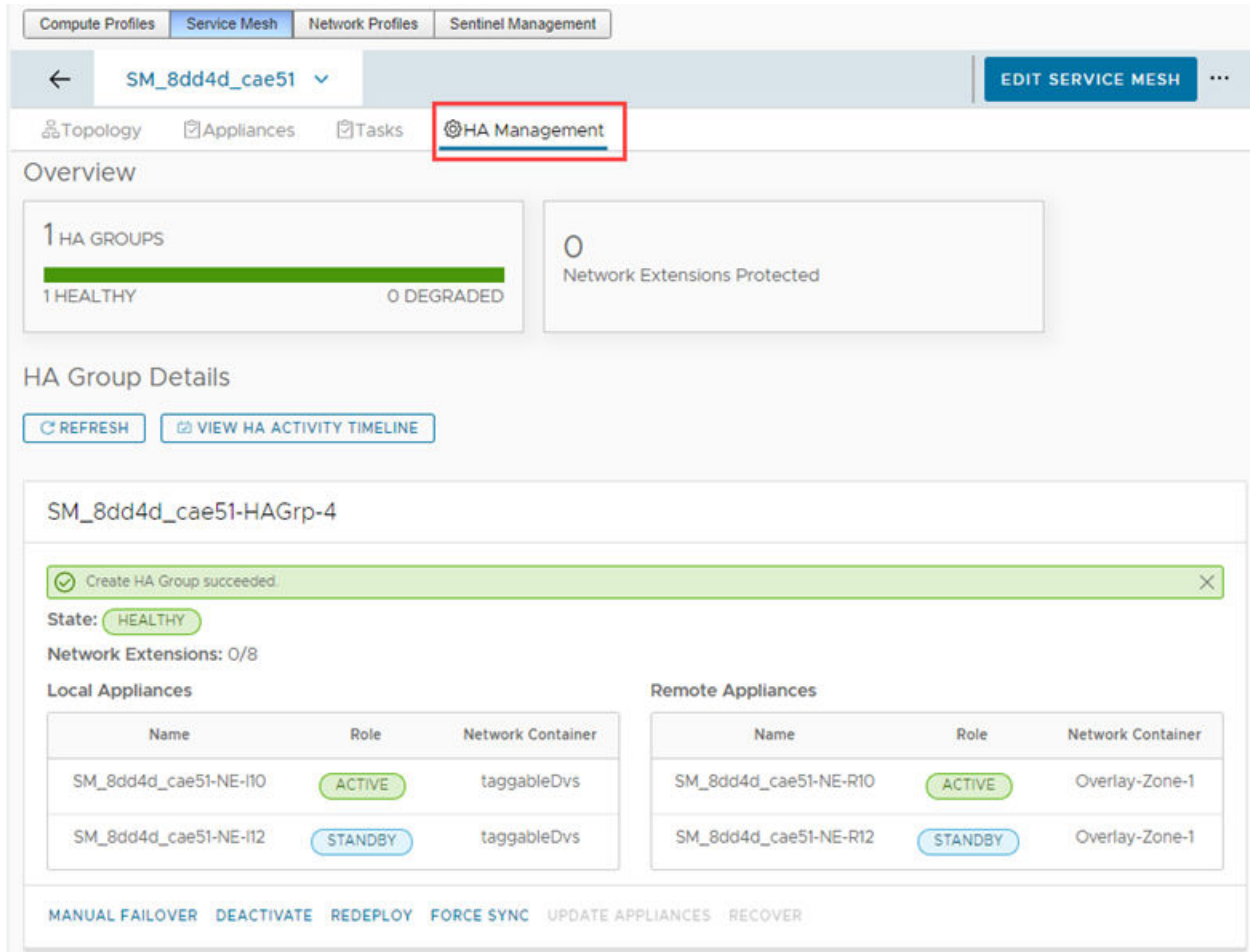 Compute Profiles Service Mesh Network Profiles Sentinel Management
SM_8dd4d_cae51 EDIT SERVICE MESH ...
Topology Appliances Tasks HA Management
Overview
1 HA GROUPS
1 HEALTHY 0 DEGRADED
0
Network Extensions Protected
HA Group Details
REFRESH VIEW HA ACTIVITY TIMELINE
SM_8dd4d_cae51-HAGrp-4
Create HA Group succeeded.
State: HEALTHY
Network Extensions: 0/8
Local Appliances
Name Role Network Container
SM_8dd4d_cae51-NE-I10 ACTIVE taggableDvs
SM_8dd4d_cae51-NE-I12 STANDBY taggableDvs
Remote Appliances
Name Role Network Container
SM_8dd4d_cae51-NE-R10 ACTIVE Overlay-Zone-1
SM_8dd4d_cae51-NE-R12 STANDBY Overlay-Zone-1
MANUAL FAILOVER DEACTIVATE REDEPLOY FORCE SYNC UPDATE APPLIANCES RECOVER